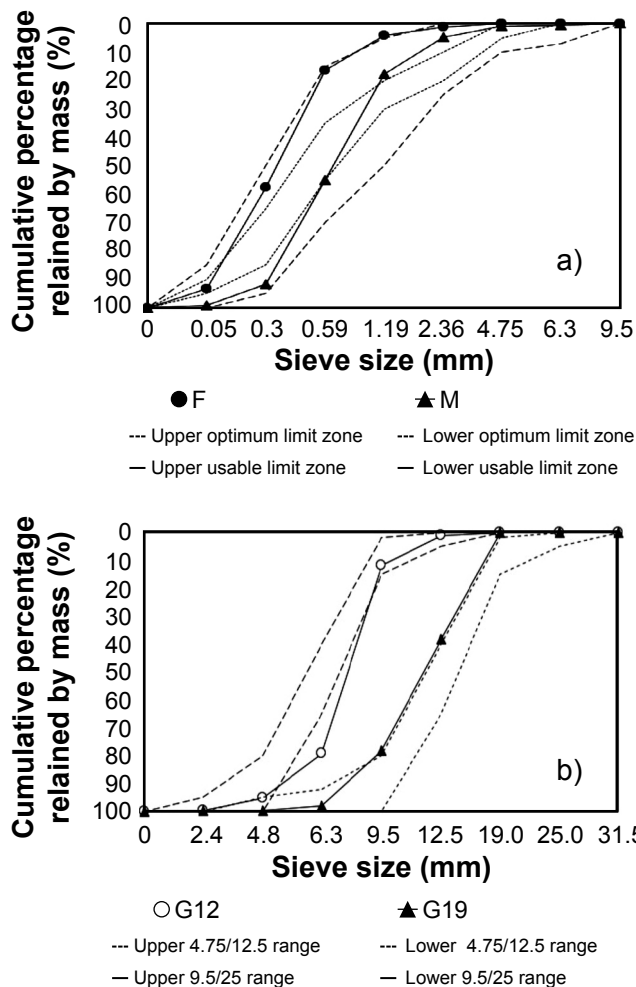 Cumulative percentage
relained by mass (%)
0
10
20
30
40
50
60
70
80
90
100
a)
0 0.05 0.3 0.59 1.19 2.36 4.75 6.3 9.5
Sieve size (mm)
F M
Upper optimum limit zone Lower optimum limit zone
Upper usable limit zone Lower usable limit zone
Cumulative percentage
relained by mass (%)
0
10
20
30
40
50
60
70
80
90
100
b)
0 2.4 4.8 6.3 9.5 12.5 19.0 25.0 31.5
Sieve size (mm)
G12 G19
Upper 4.75/12.5 range Lower 4.75/12.5 range
Upper 9.5/25 range Lower 9.5/25 range